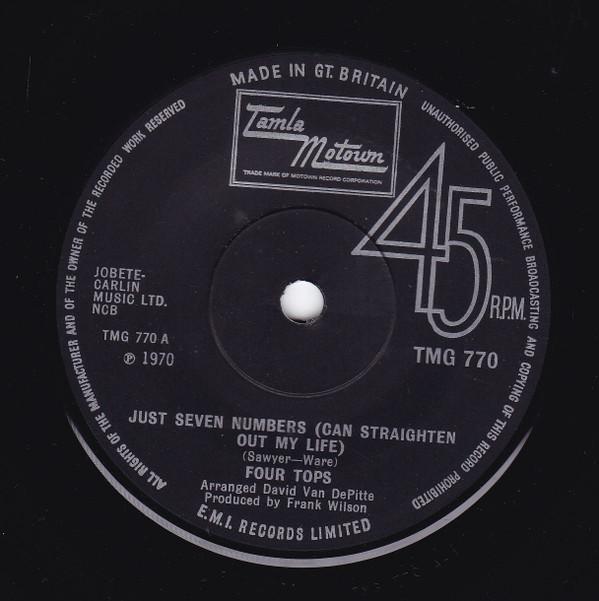 MADE IN GT. BRITAIN
UNAUTHORISED PUBLIC PERFORMANCE BROADCASTING AND COPYING OF THIS RECORD PROHIBITED
ALL RIGHTS OF THE MANUFACTURER AND OF THE OWNER OF THE RECORDED WORK RESERVED
Tamla
Motown
TRADE MARK OF MOTOWN RECORD CORPORATION
45
R.P.M.
JOBETE-
CARLIN
MUSIC LTD.
NCB
TMG 770 A
℗ 1970
TMG 770
JUST SEVEN NUMBERS (CAN STRAIGHTEN
OUT MY LIFE)
(Sawyer—Ware)
FOUR TOPS
Arranged David Van DePitte
Produced by Frank Wilson
E.M.I. RECORDS LIMITED